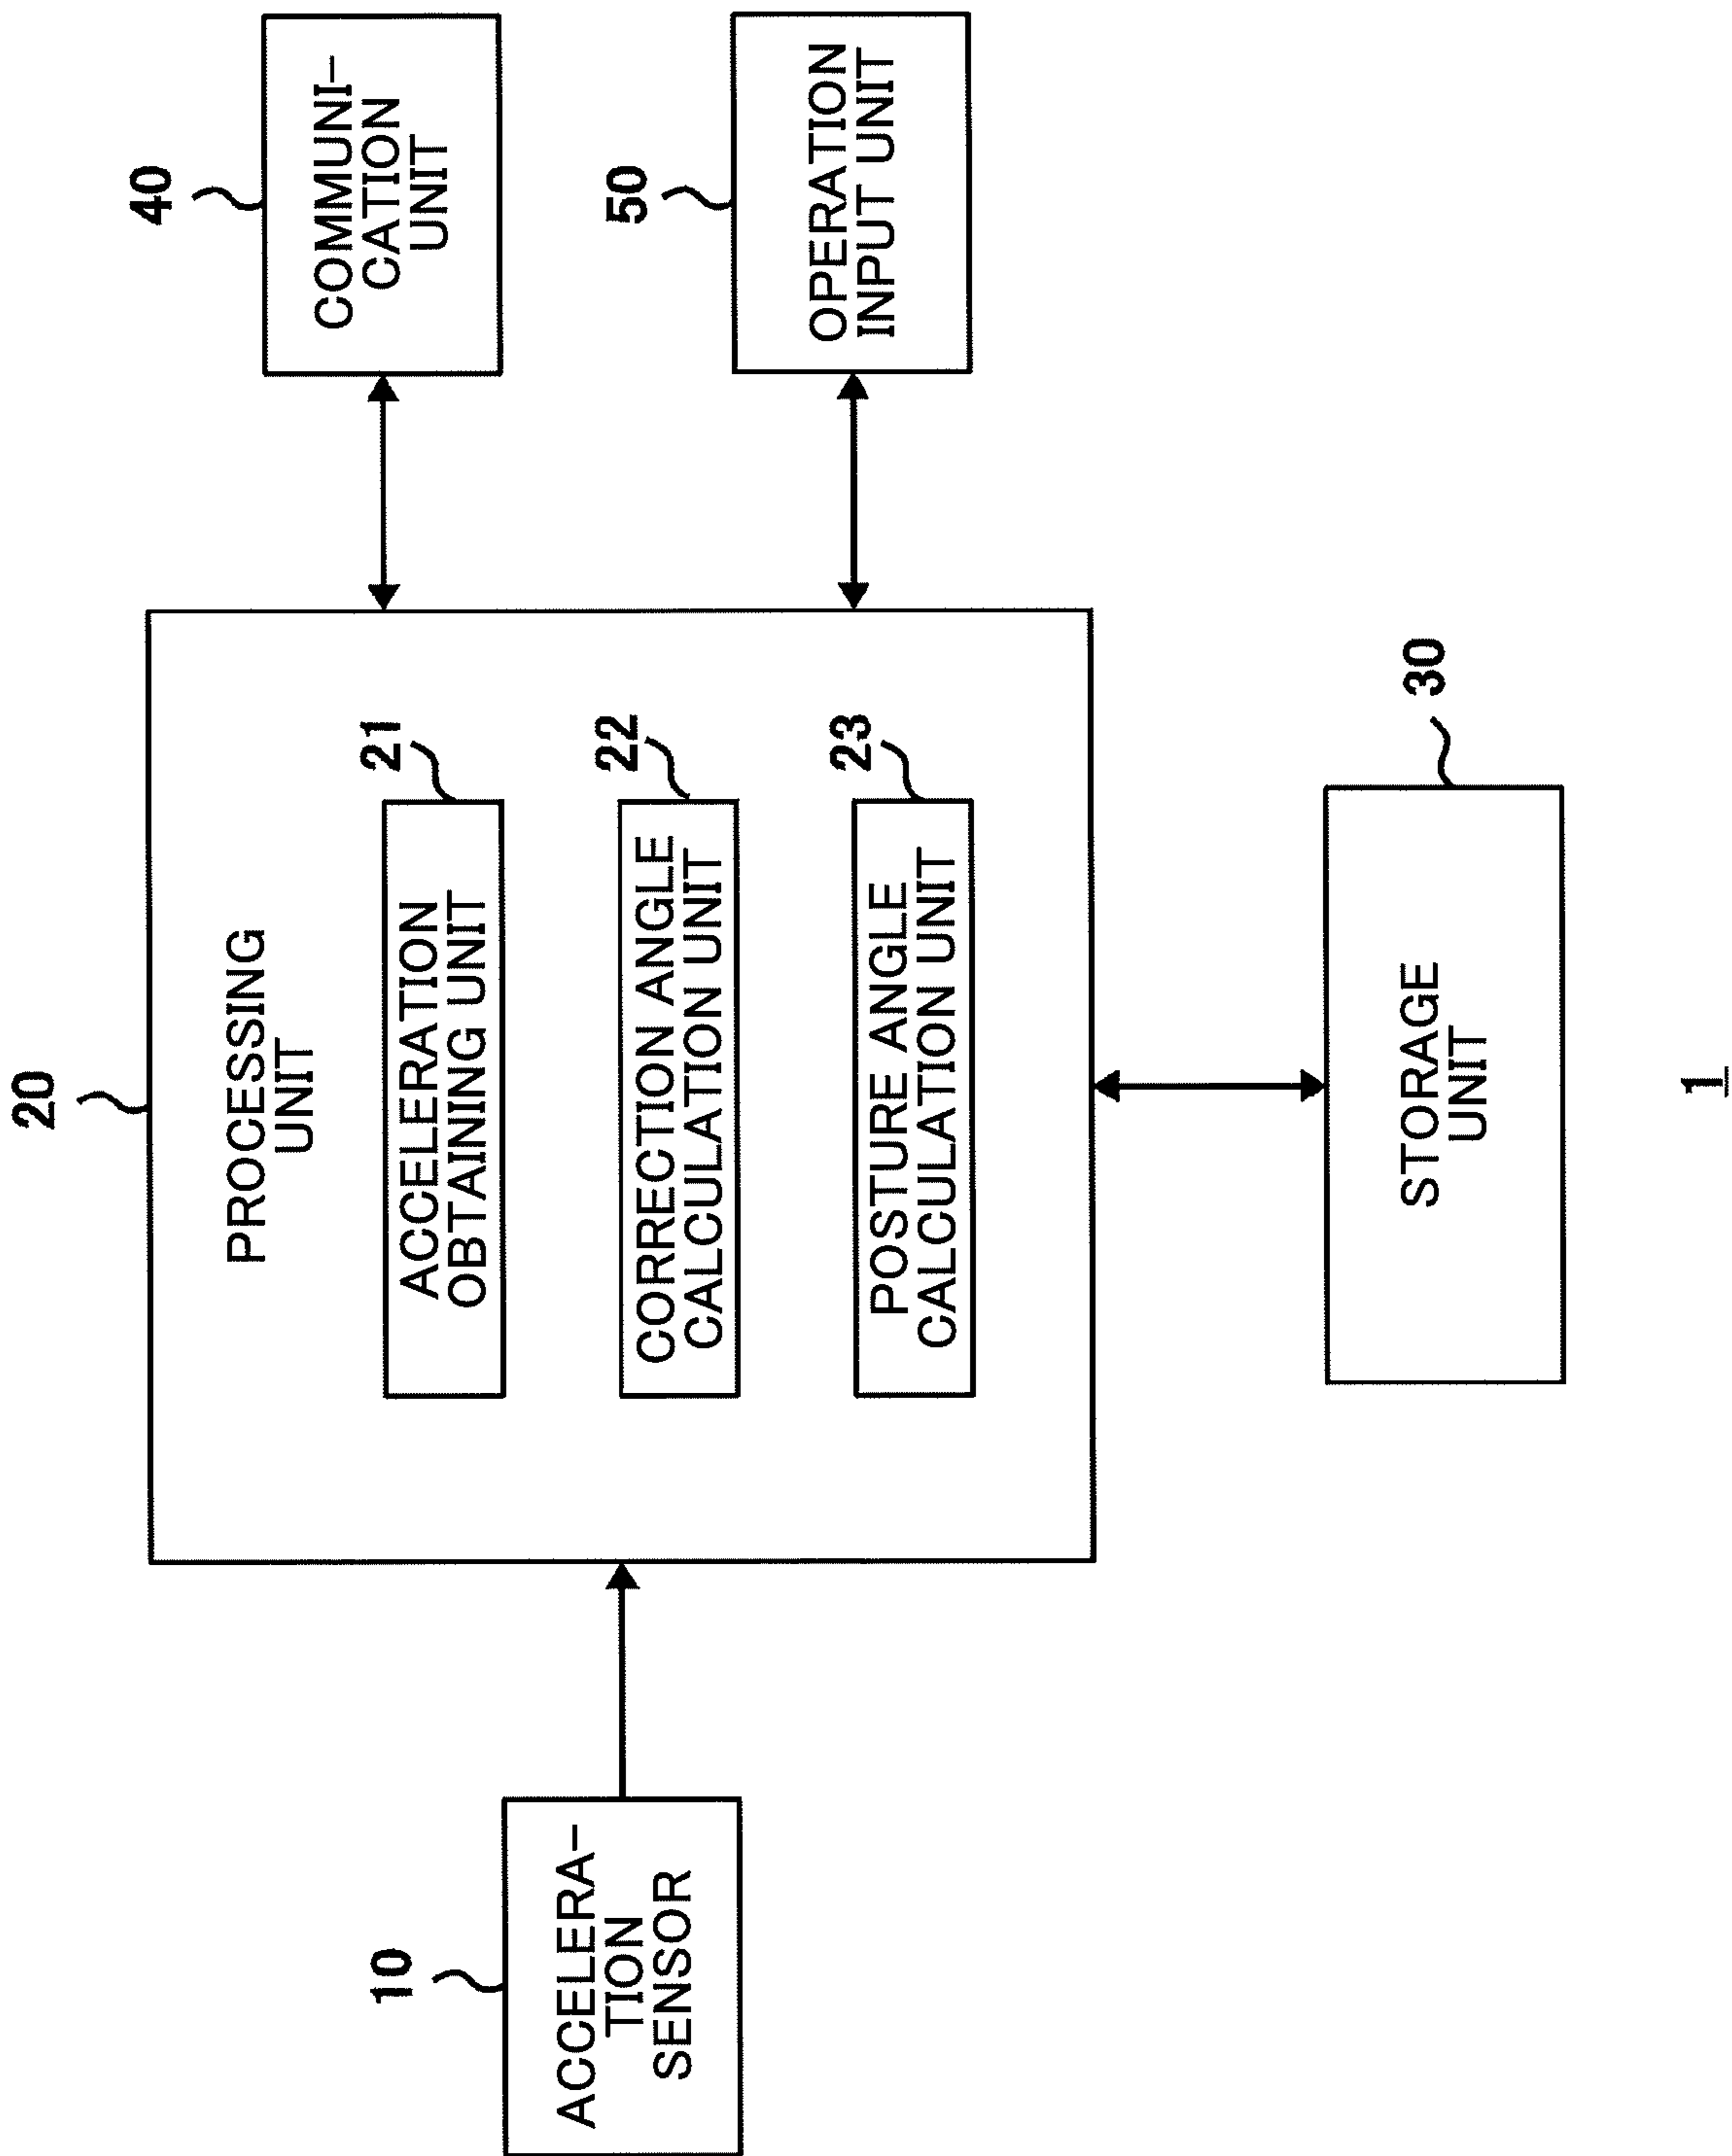 20
PROCESSING
UNIT
40
COMMUNI-
CATION
UNIT
10
ACCELERA-
TION
SENSOR
21
ACCELERATION
OBTAINING UNIT
22
CORRECTION ANGLE
CALCULATION UNIT
23
POSTURE ANGLE
CALCULATION UNIT
50
OPERATION
INPUT UNIT
30
STORAGE
UNIT
1